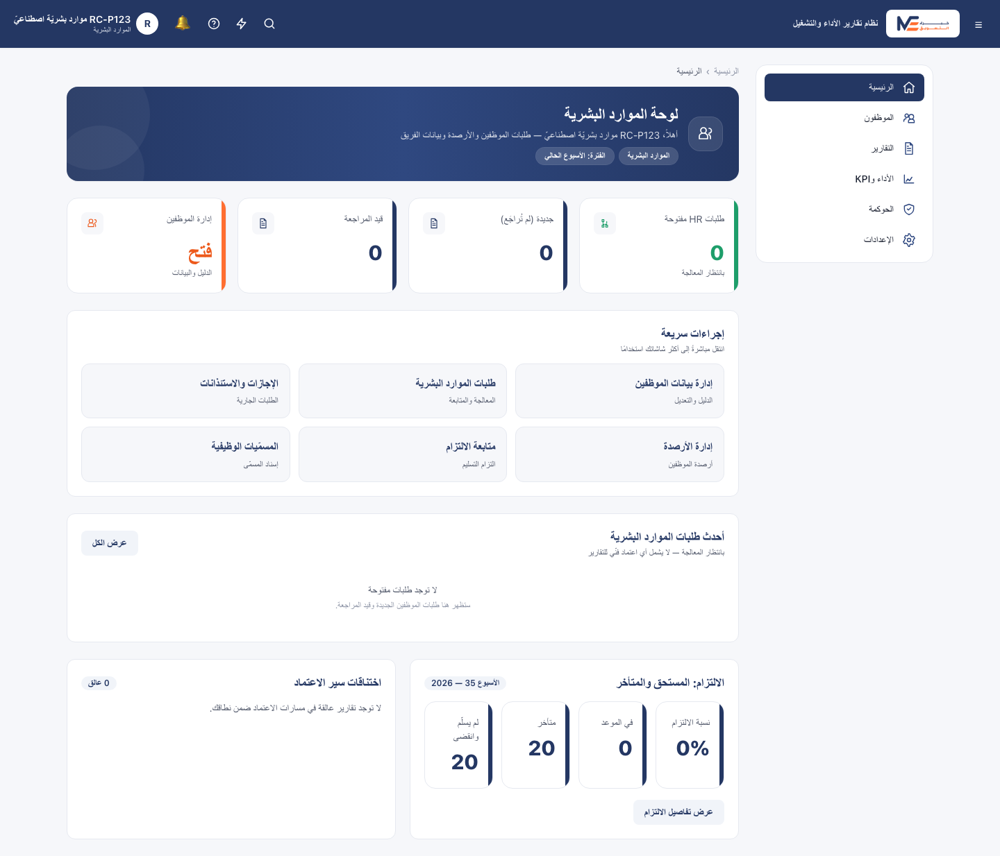 خبراء
التسويق
نظام تقارير الأداء والتشغيل
RC-P123 موارد بشريّة اصطناعيّ
الموارد البشرية
R
الرئيسية
الموظفون
التقارير
الأداء وKPI
الحوكمة
الإعدادات
الرئيسية › الرئيسية
لوحة الموارد البشرية
أهلاً، RC-P123 موارد بشريّة اصطناعيّ — طلبات الموظفين والأرصدة وبيانات الفريق
الموارد البشرية
الفترة: الأسبوع الحالي
طلبات HR مفتوحة
0
بانتظار المعالجة
جديدة (لم تُراجَع)
0
قيد المراجعة
0
إدارة الموظفين
فتح
الدليل والبيانات
إجراءات سريعة
انتقل مباشرةً إلى أكثر شاشاتك استخدامًا
إدارة بيانات الموظفين
الدليل والتعديل
طلبات الموارد البشرية
المعالجة والمتابعة
الإجازات والاستئذانات
الطلبات الجارية
إدارة الأرصدة
أرصدة الموظفين
متابعة الالتزام
التزام التسليم
المسمّيات الوظيفية
إسناد المسمّى
أحدث طلبات الموارد البشرية
بانتظار المعالجة — لا يشمل أي اعتماد فنّي للتقارير
عرض الكل
لا توجد طلبات مفتوحة
ستظهر هنا طلبات الموظفين الجديدة وقيد المراجعة.
الالتزام: المستحق والمتأخر
الأسبوع 35 — 2026
نسبة الالتزام
0%
في الموعد
0
متأخر
20
لم يسلّم
وانقضى
20
عرض تفاصيل الالتزام
اختناقات سير الاعتماد
0 عالق
لا توجد تقارير عالقة في مسارات الاعتماد ضمن نطاقك.